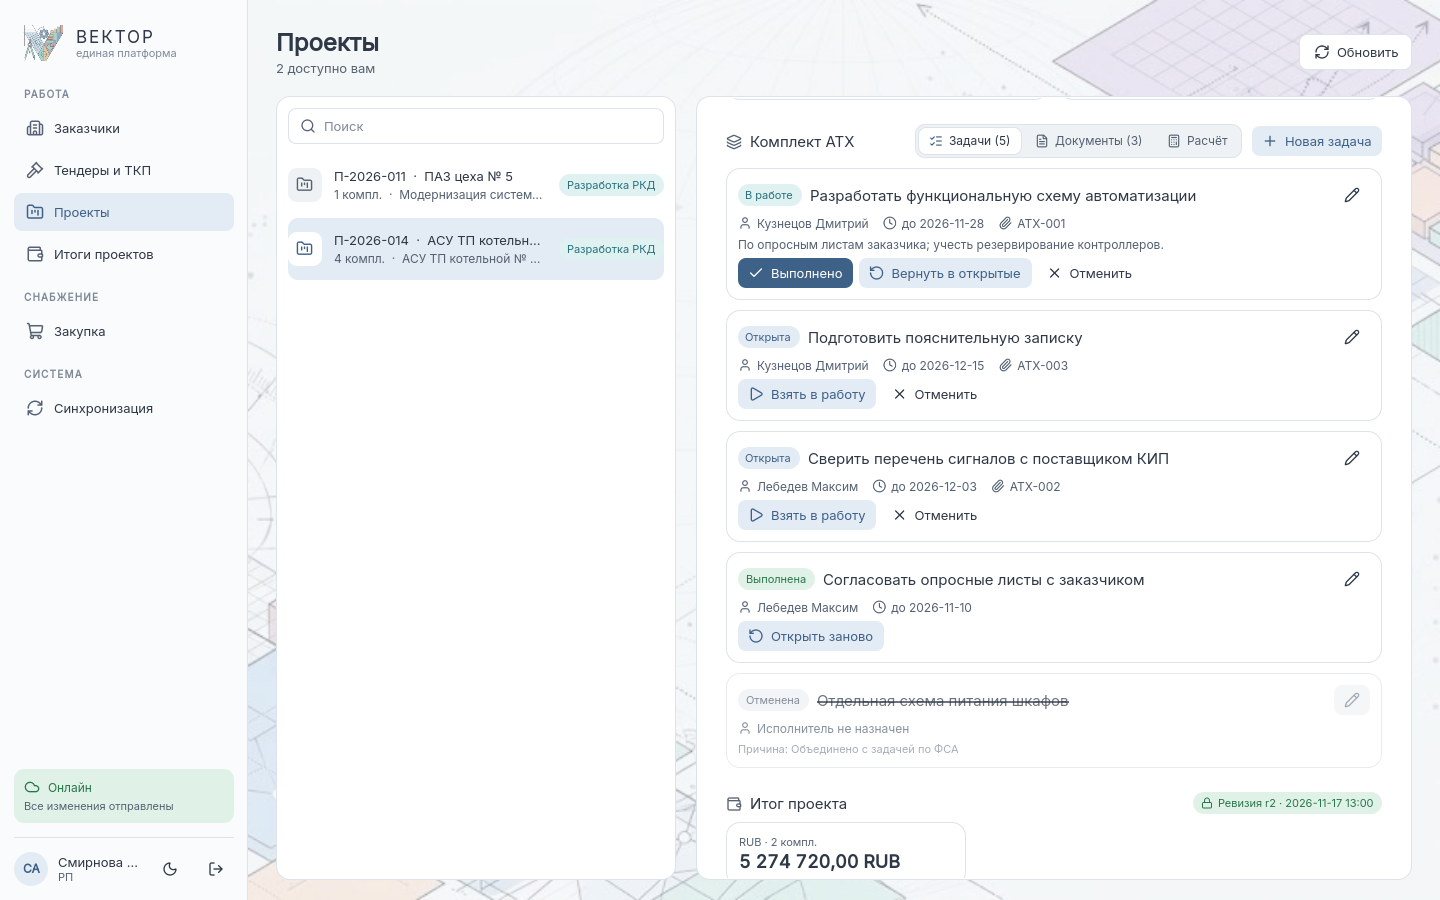 ВЕКТОР
единая платформа
РАБОТА
Заказчики
Тендеры и ТКП
Проекты
Итоги проектов
СНАБЖЕНИЕ
Закупка
СИСТЕМА
Синхронизация
Онлайн
Все изменения отправлены
СА
Смирнова ...
РП
Проекты
2 доступно вам
Обновить
Поиск
П-2026-011 · ПАЗ цеха № 5
1 компл. · Модернизация систем...
Разработка РКД
П-2026-014 · АСУ ТП котельн...
4 компл. · АСУ ТП котельной № ...
Разработка РКД
Комплект АТХ
Задачи (5)
Документы (3)
Расчёт
Новая задача
В работе
Разработать функциональную схему автоматизации
Кузнецов Дмитрий
до 2026-11-28
АТХ-001
По опросным листам заказчика; учесть резервирование контроллеров.
Выполнено
Вернуть в открытые
Отменить
Открыта
Подготовить пояснительную записку
Кузнецов Дмитрий
до 2026-12-15
АТХ-003
Взять в работу
Отменить
Открыта
Сверить перечень сигналов с поставщиком КИП
Лебедев Максим
до 2026-12-03
АТХ-002
Взять в работу
Отменить
Выполнена
Согласовать опросные листы с заказчиком
Лебедев Максим
до 2026-11-10
Открыть заново
Отменена
Отдельная схема питания шкафов
Исполнитель не назначен
Причина: Объединено с задачей по ФСА
Итог проекта
Ревизия r2 · 2026-11-17 13:00
RUB · 2 компл.
5 274 720,00 RUB